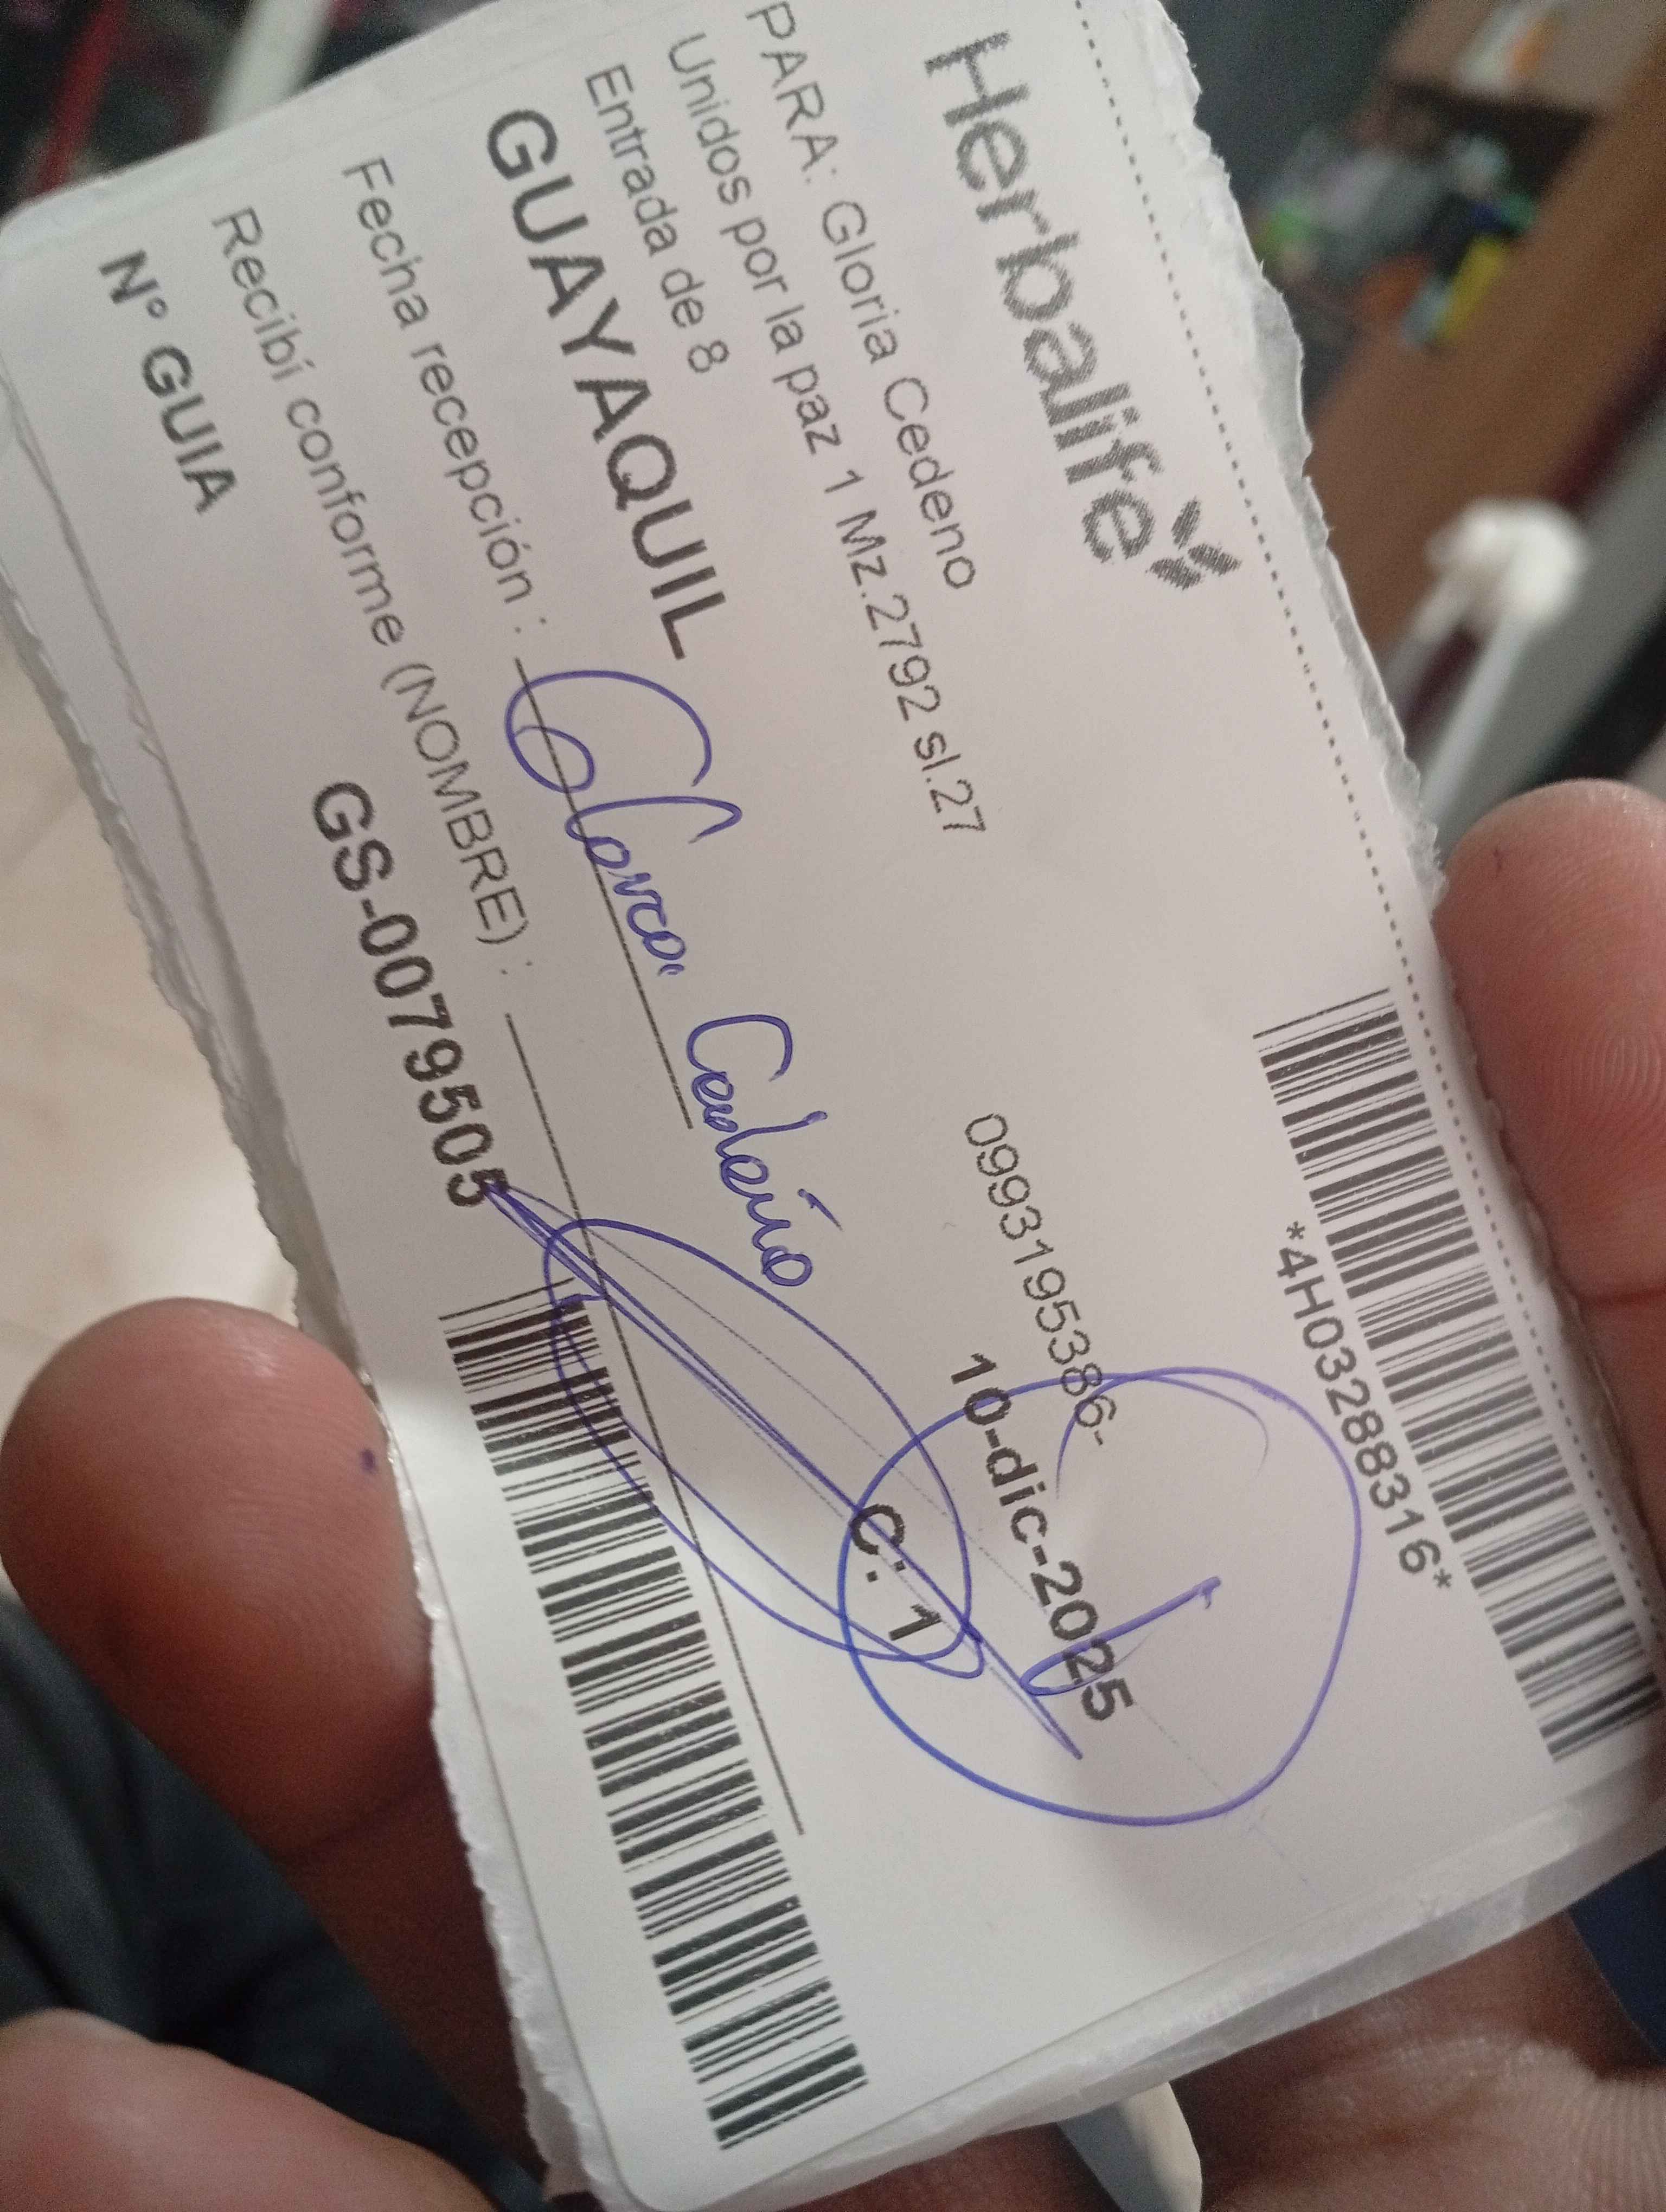 *4H03288316*
Herbalife
PARA: Gloria Cedeno
0993195386-
Unidos por la paz 1 Mz.2792 sl.27
10-dic-2025
Entrada de 8
GUAYAQUIL
C: 1
Fecha recepción : Gloria Cedeño
Recibí conforme (NOMBRE) :
Nº GUIA GS-0079505